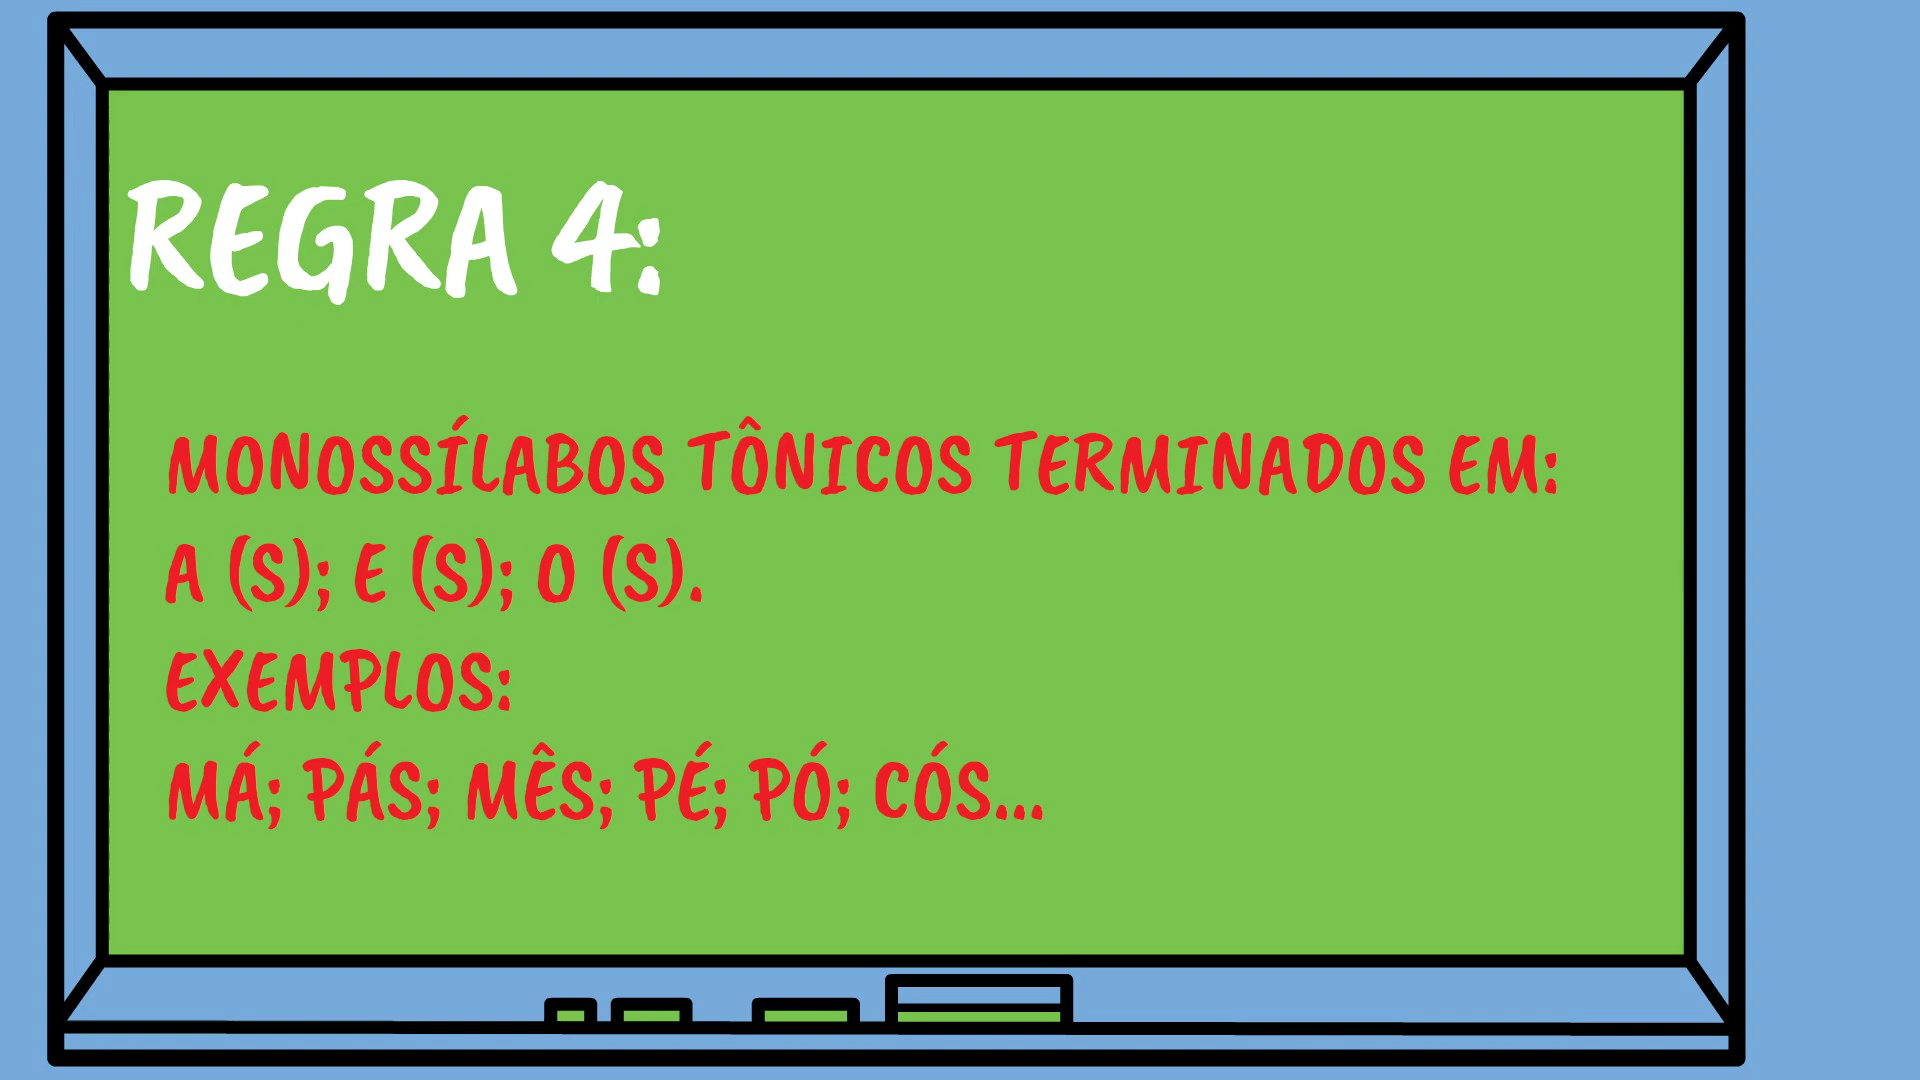 REGRA 4:
MONOSSÍLABOS TÔNICOS TERMINADOS EM:
A (S); E (S); O (S).
EXEMPLOS:
MÁ; PÁS; MÊS; PÉ; PÓ; CÓS...